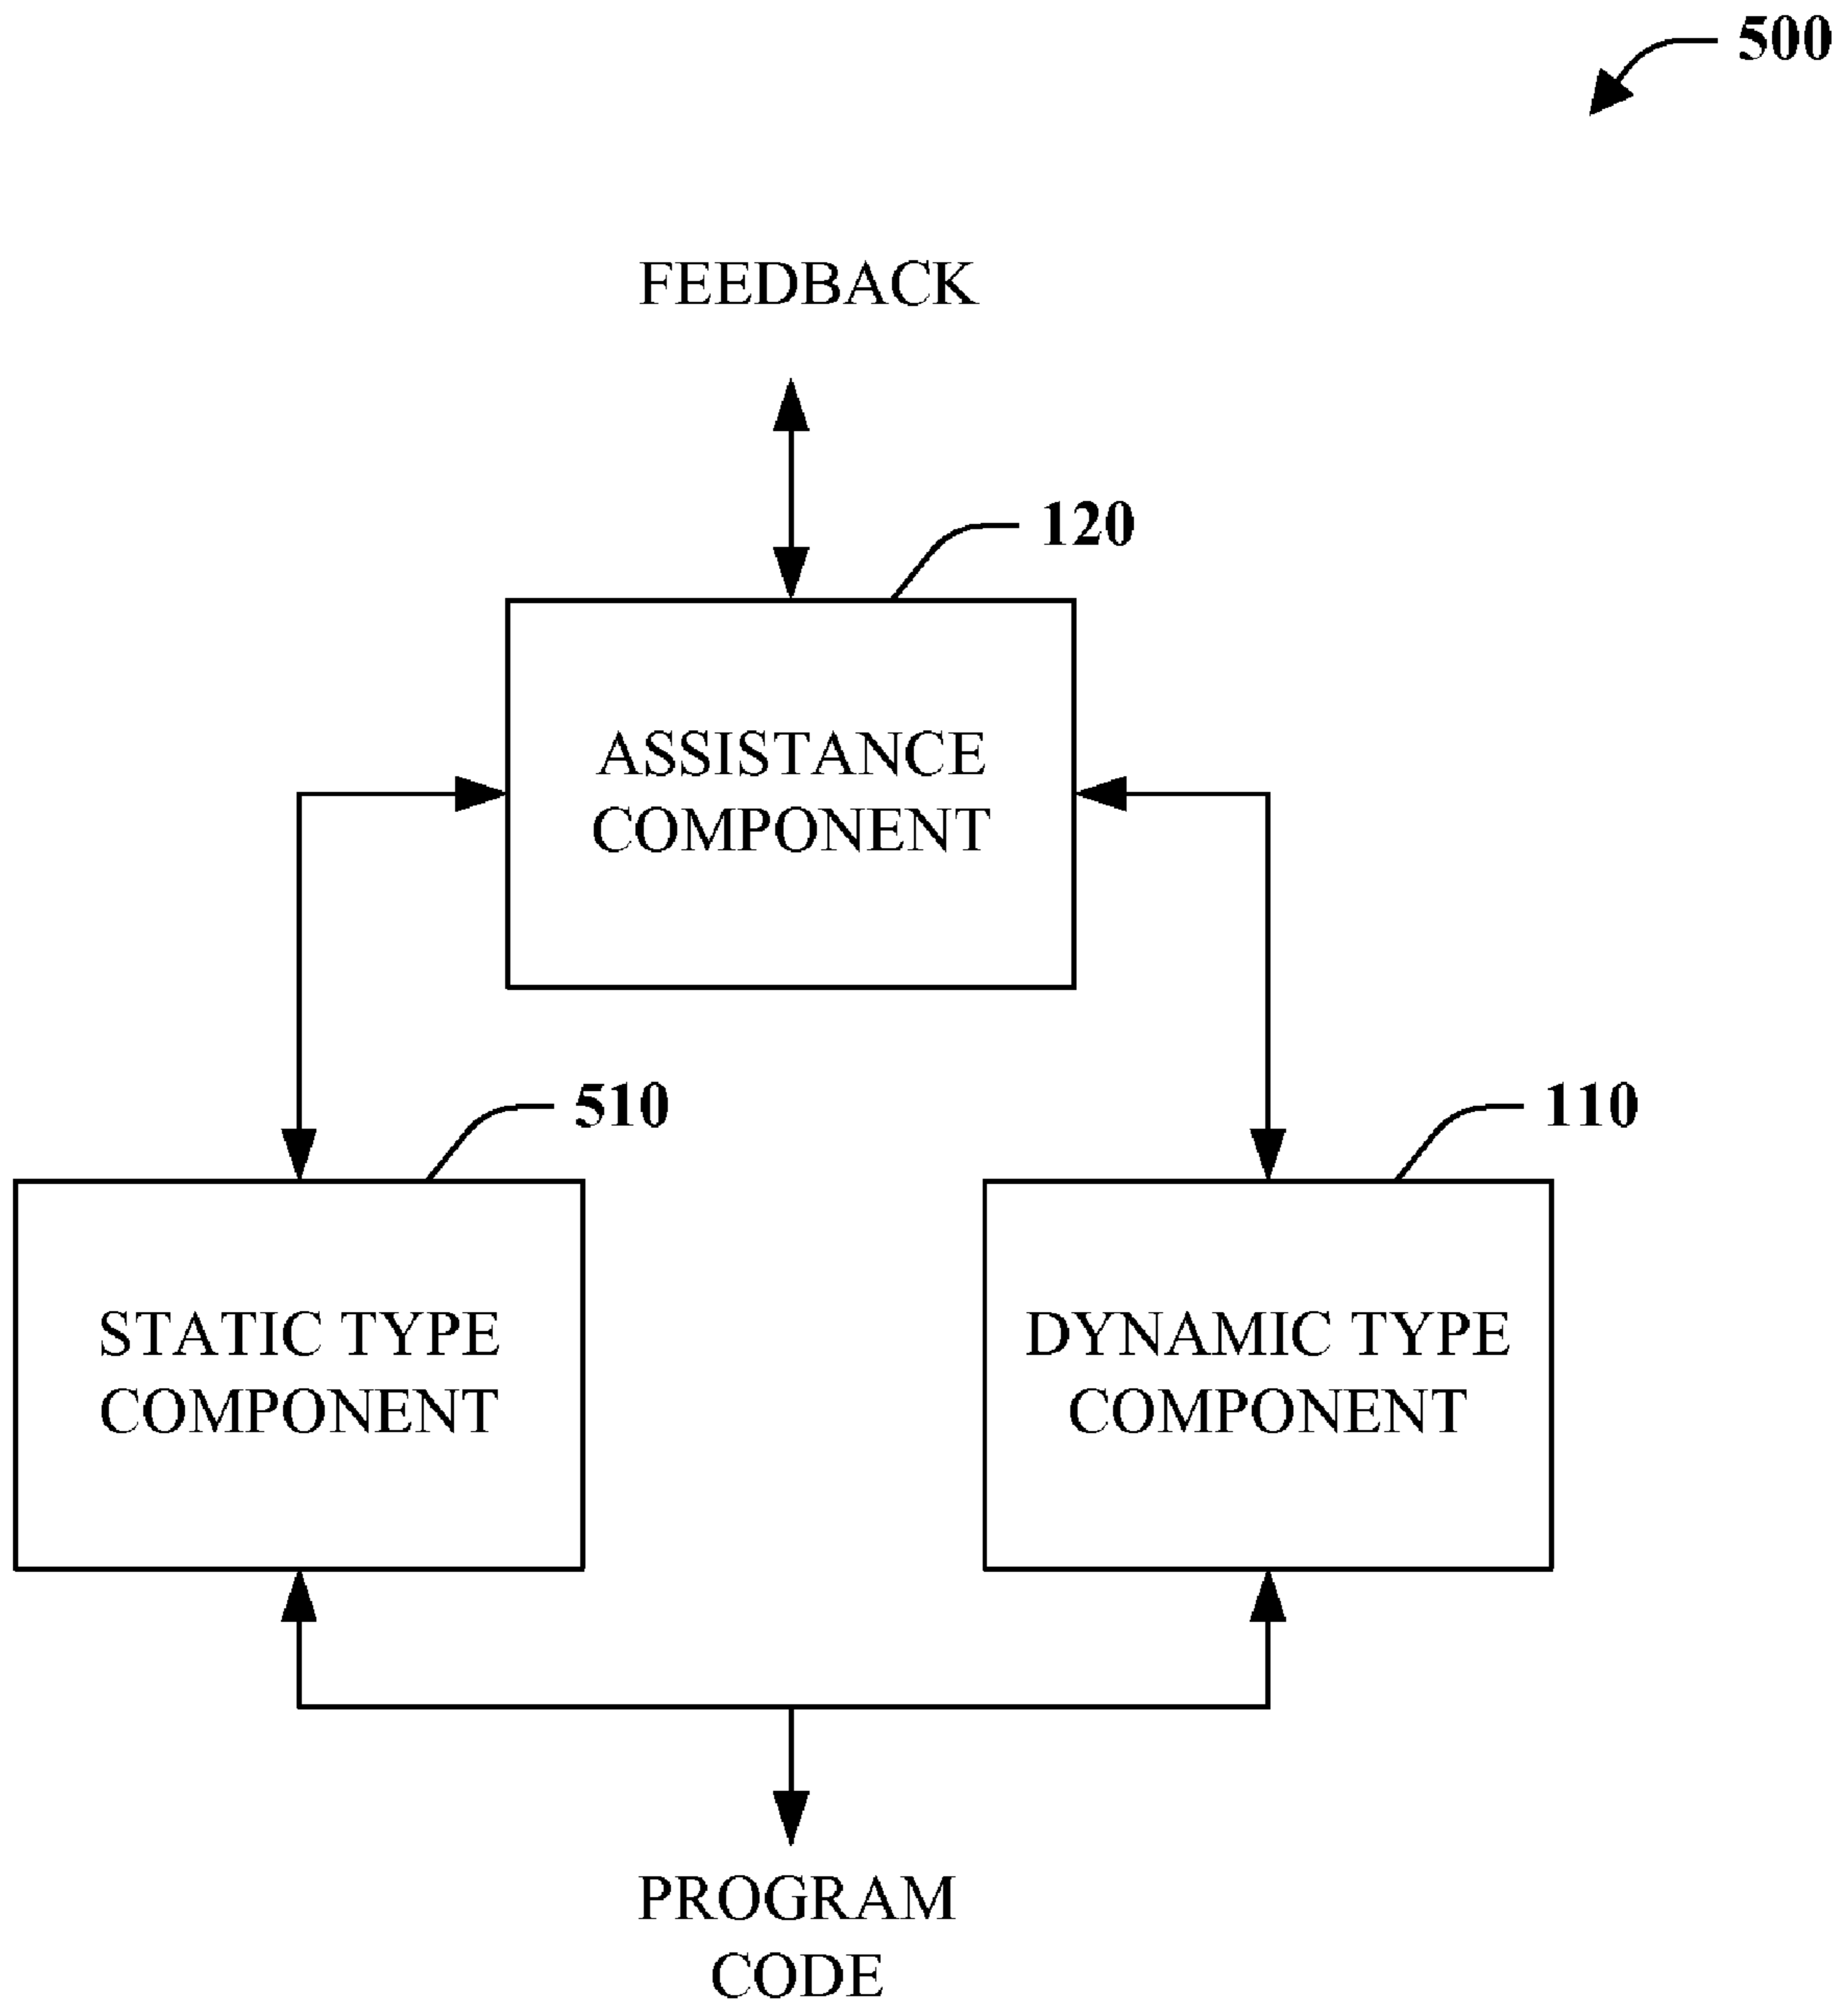 500
FEEDBACK
120
ASSISTANCE
COMPONENT
510
110
STATIC TYPE
COMPONENT
DYNAMIC TYPE
COMPONENT
PROGRAM
CODE